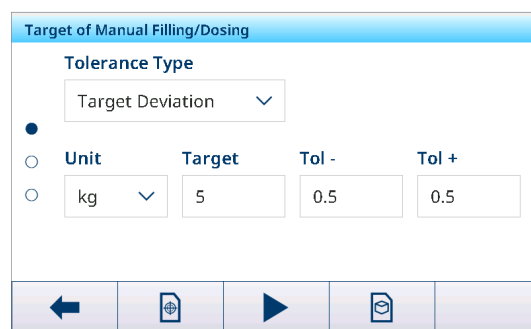 Target of Manual Filling/Dosing
Tolerance Type
Target Deviation
Unit Target Tol - Tol +
kg 5 0.5 0.5